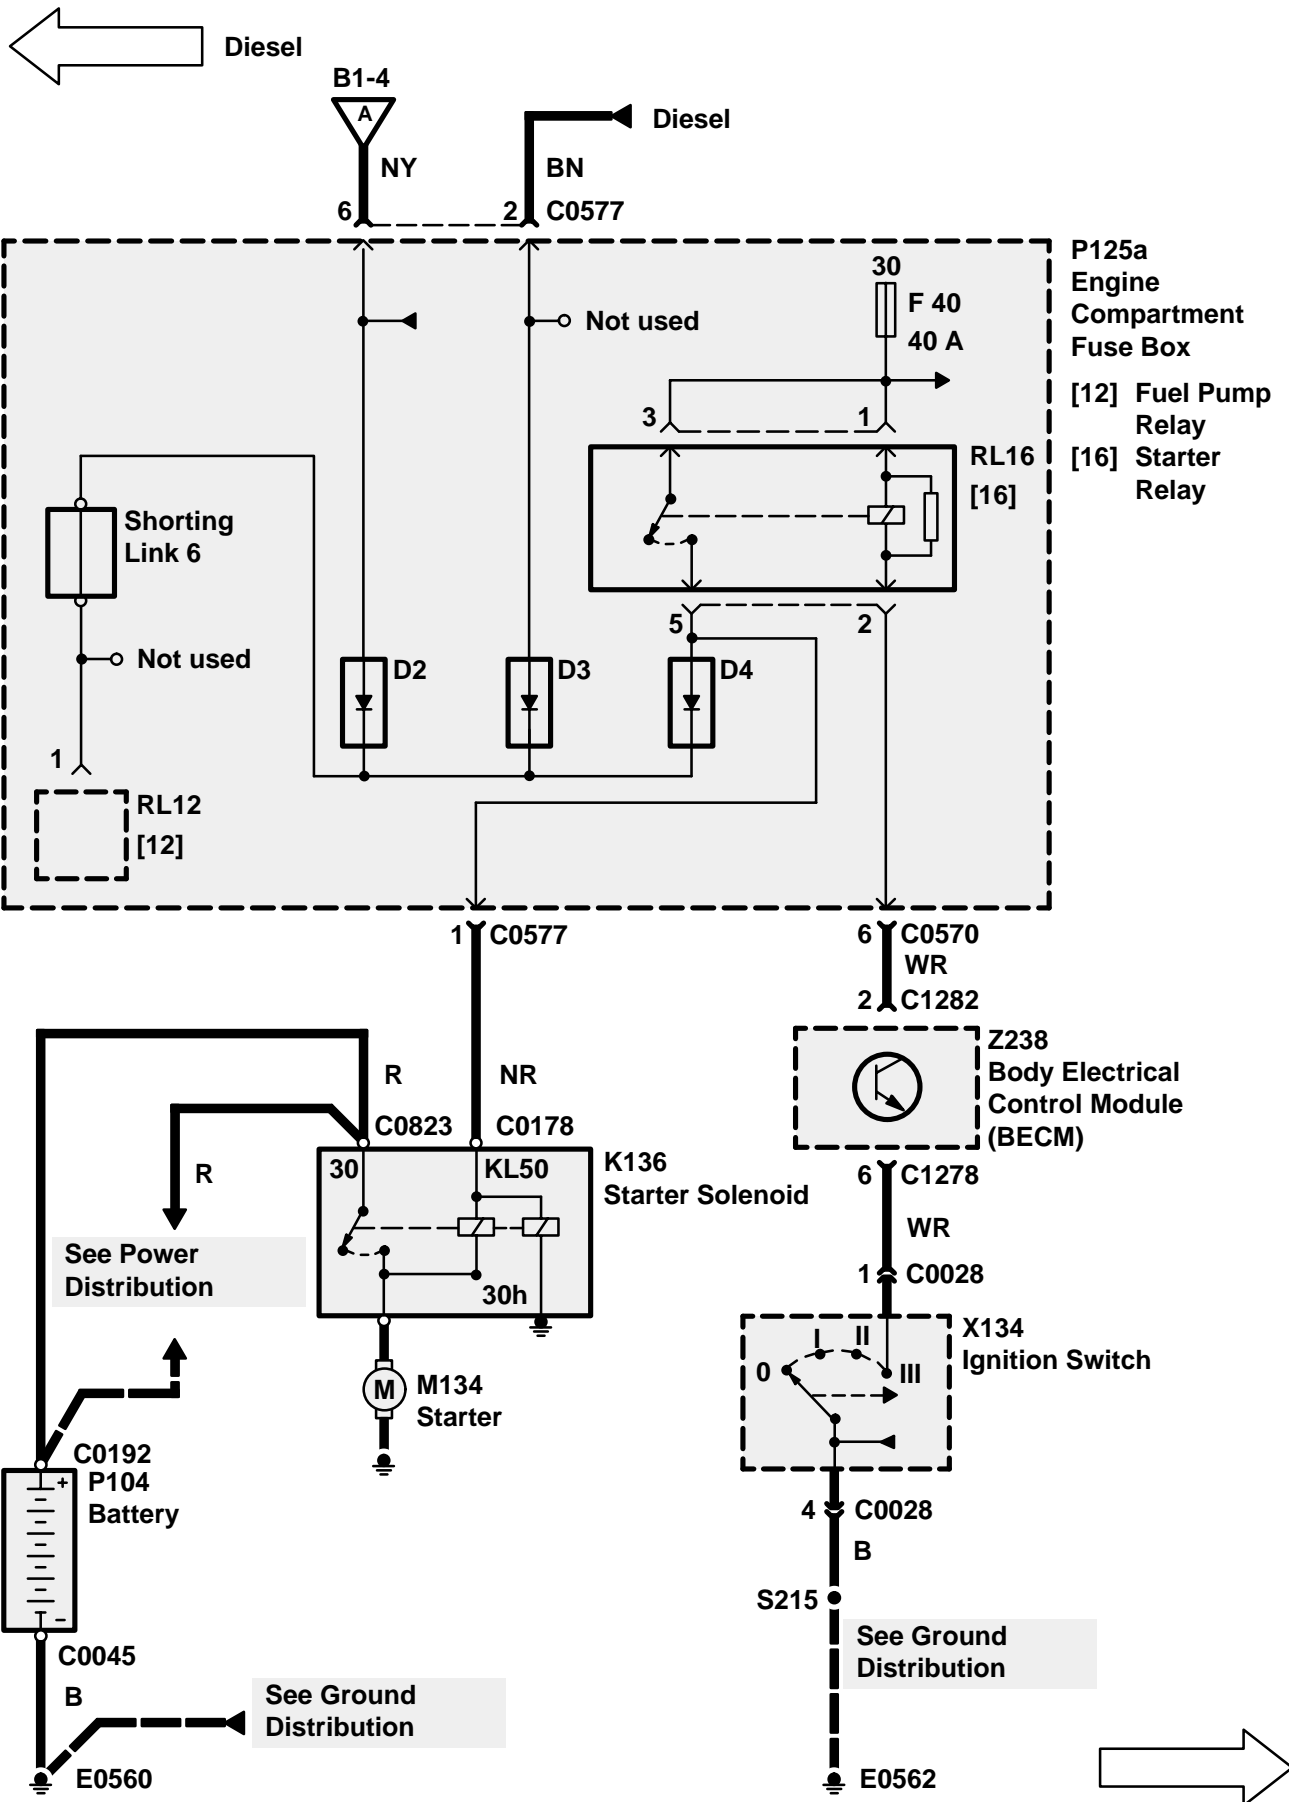 Diesel
B1-4
A
Diesel
NY
BN
6
2
C0577
P125a
Engine
Compartment
Fuse Box
[12] Fuel Pump
Relay
[16] Starter
Relay
30
F 40
40 A
Not used
3
1
RL16
[16]
Shorting
Link 6
5
2
Not used
D2
D3
D4
1
RL12
[12]
1
C0577
6
C0570
WR
2
C1282
Z238
Body Electrical
Control Module
(BECM)
R
NR
C0823
C0178
30
KL50
K136
Starter Solenoid
R
6
C1278
WR
See Power
Distribution
1
C0028
30h
X134
Ignition Switch
0
I
II
III
M
M134
Starter
C0192
P104
Battery
+
−
4
C0028
B
S215
See Ground
Distribution
C0045
B
See Ground
Distribution
E0560
E0562